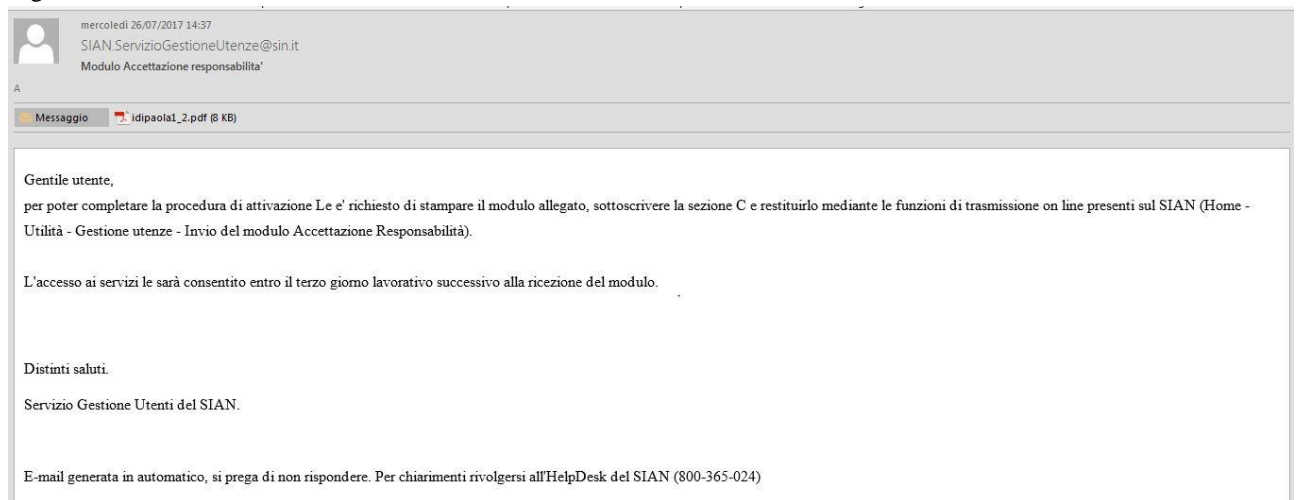 mercoledì 26/07/2017 14:37
SIAN.ServizioGestioneUtenze@sin.it
Modulo Accettazione responsabilita'
A
Messaggio idipaola1_2.pdf (8 KB)
Gentile utente,
per poter completare la procedura di attivazione Le e' richiesto di stampare il modulo allegato, sottoscrivere la sezione C e restituirlo mediante le funzioni di trasmissione on line presenti sul SIAN (Home -
Utilità - Gestione utenze - Invio del modulo Accettazione Responsabilità).
L'accesso ai servizi le sarà consentito entro il terzo giorno lavorativo successivo alla ricezione del modulo.
Distinti saluti.
Servizio Gestione Utenti del SIAN.
E-mail generata in automatico, si prega di non rispondere. Per chiarimenti rivolgersi all'HelpDesk del SIAN (800-365-024)